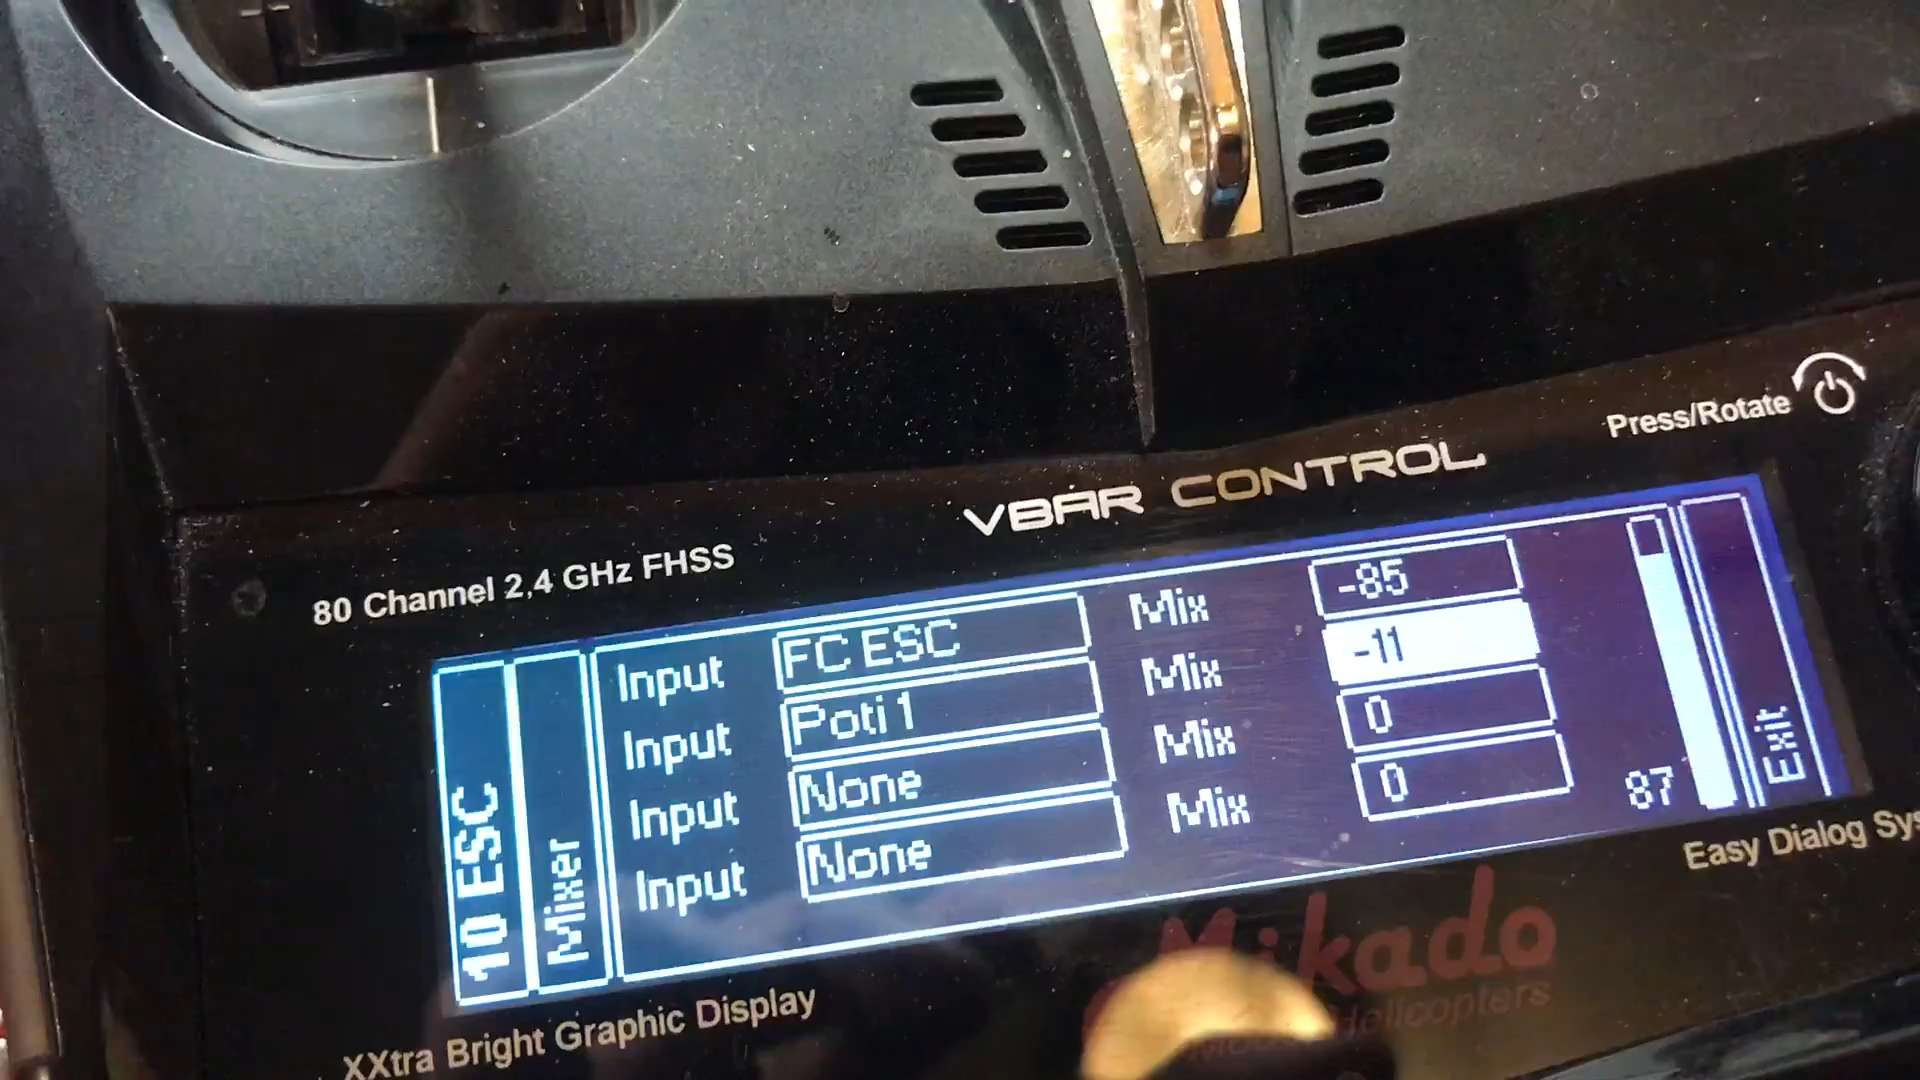 Press/Rotate
VBAR CONTROL
80 Channel 2,4 GHz FHSS
10 ESC
Mixer
Input FC ESC Mix -85
Input Poti 1 Mix -11
Input None Mix 0
Input None Mix 0
87
Exit
Easy Dialog
Mikado
Helicopters
XXtra Bright Graphic Display